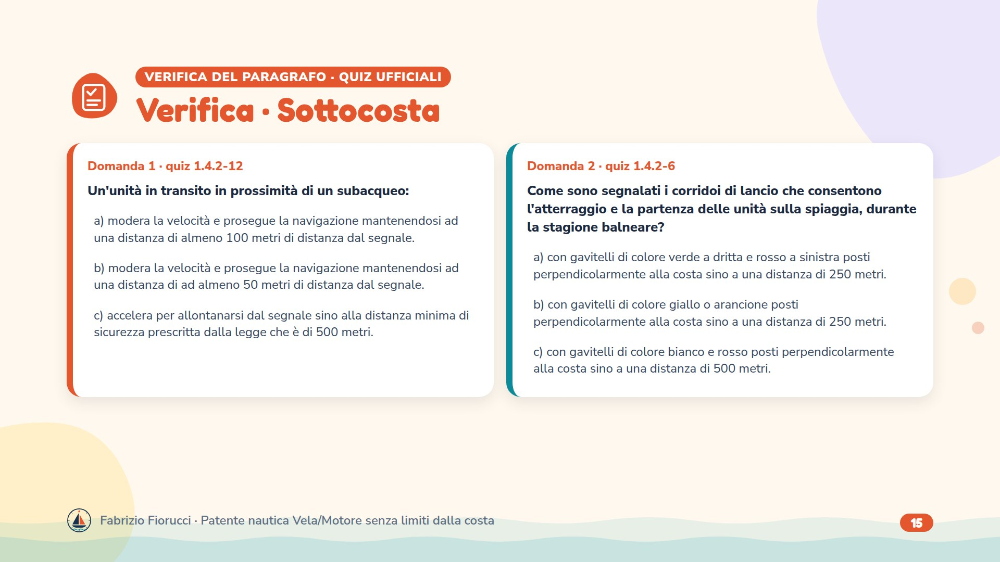 VERIFICA DEL PARAGRAFO · QUIZ UFFICIALI
Verifica · Sottocosta
Domanda 1 · quiz 1.4.2-12
Un'unità in transito in prossimità di un subacqueo:
a) modera la velocità e prosegue la navigazione mantenendosi ad
una distanza di almeno 100 metri di distanza dal segnale.
b) modera la velocità e prosegue la navigazione mantenendosi ad
una distanza di ad almeno 50 metri di distanza dal segnale.
c) accelera per allontanarsi dal segnale sino alla distanza minima di
sicurezza prescritta dalla legge che è di 500 metri.
Domanda 2 · quiz 1.4.2-6
Come sono segnalati i corridoi di lancio che consentono
l'atterraggio e la partenza delle unità sulla spiaggia, durante
la stagione balneare?
a) con gavitelli di colore verde a dritta e rosso a sinistra posti
perpendicolarmente alla costa sino a una distanza di 250 metri.
b) con gavitelli di colore giallo o arancione posti
perpendicolarmente alla costa sino a una distanza di 250 metri.
c) con gavitelli di colore bianco e rosso posti perpendicolarmente
alla costa sino a una distanza di 500 metri.
Fabrizio Fiorucci · Patente nautica Vela/Motore senza limiti dalla costa
15